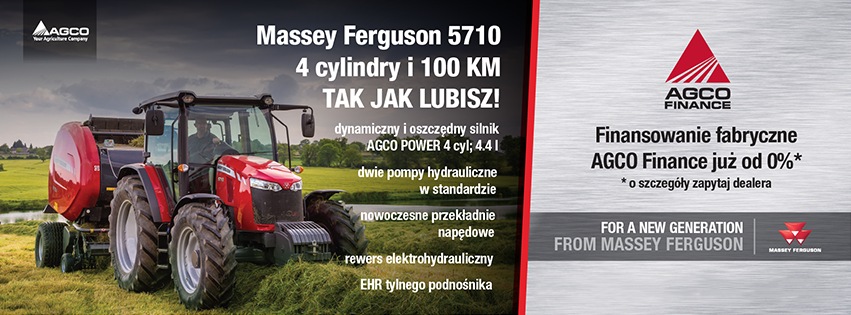 AGCO
Your Agriculture Company
Massey Ferguson 5710
4 cylindry i 100 KM
TAK JAK LUBISZ!
dynamiczny i oszczędny silnik
AGCO POWER 4 cyl; 4.4 l
dwie pompy hydrauliczne
w standardzie
nowoczesne przekładnie
napędowe
rewers elektrohydrauliczny
EHR tylnego podnośnika
AGCO
FINANCE
Finansowanie fabryczne
AGCO Finance już od 0%*
* o szczegóły zapytaj dealera
FOR A NEW GENERATION
FROM MASSEY FERGUSON
MASSEY FERGUSON